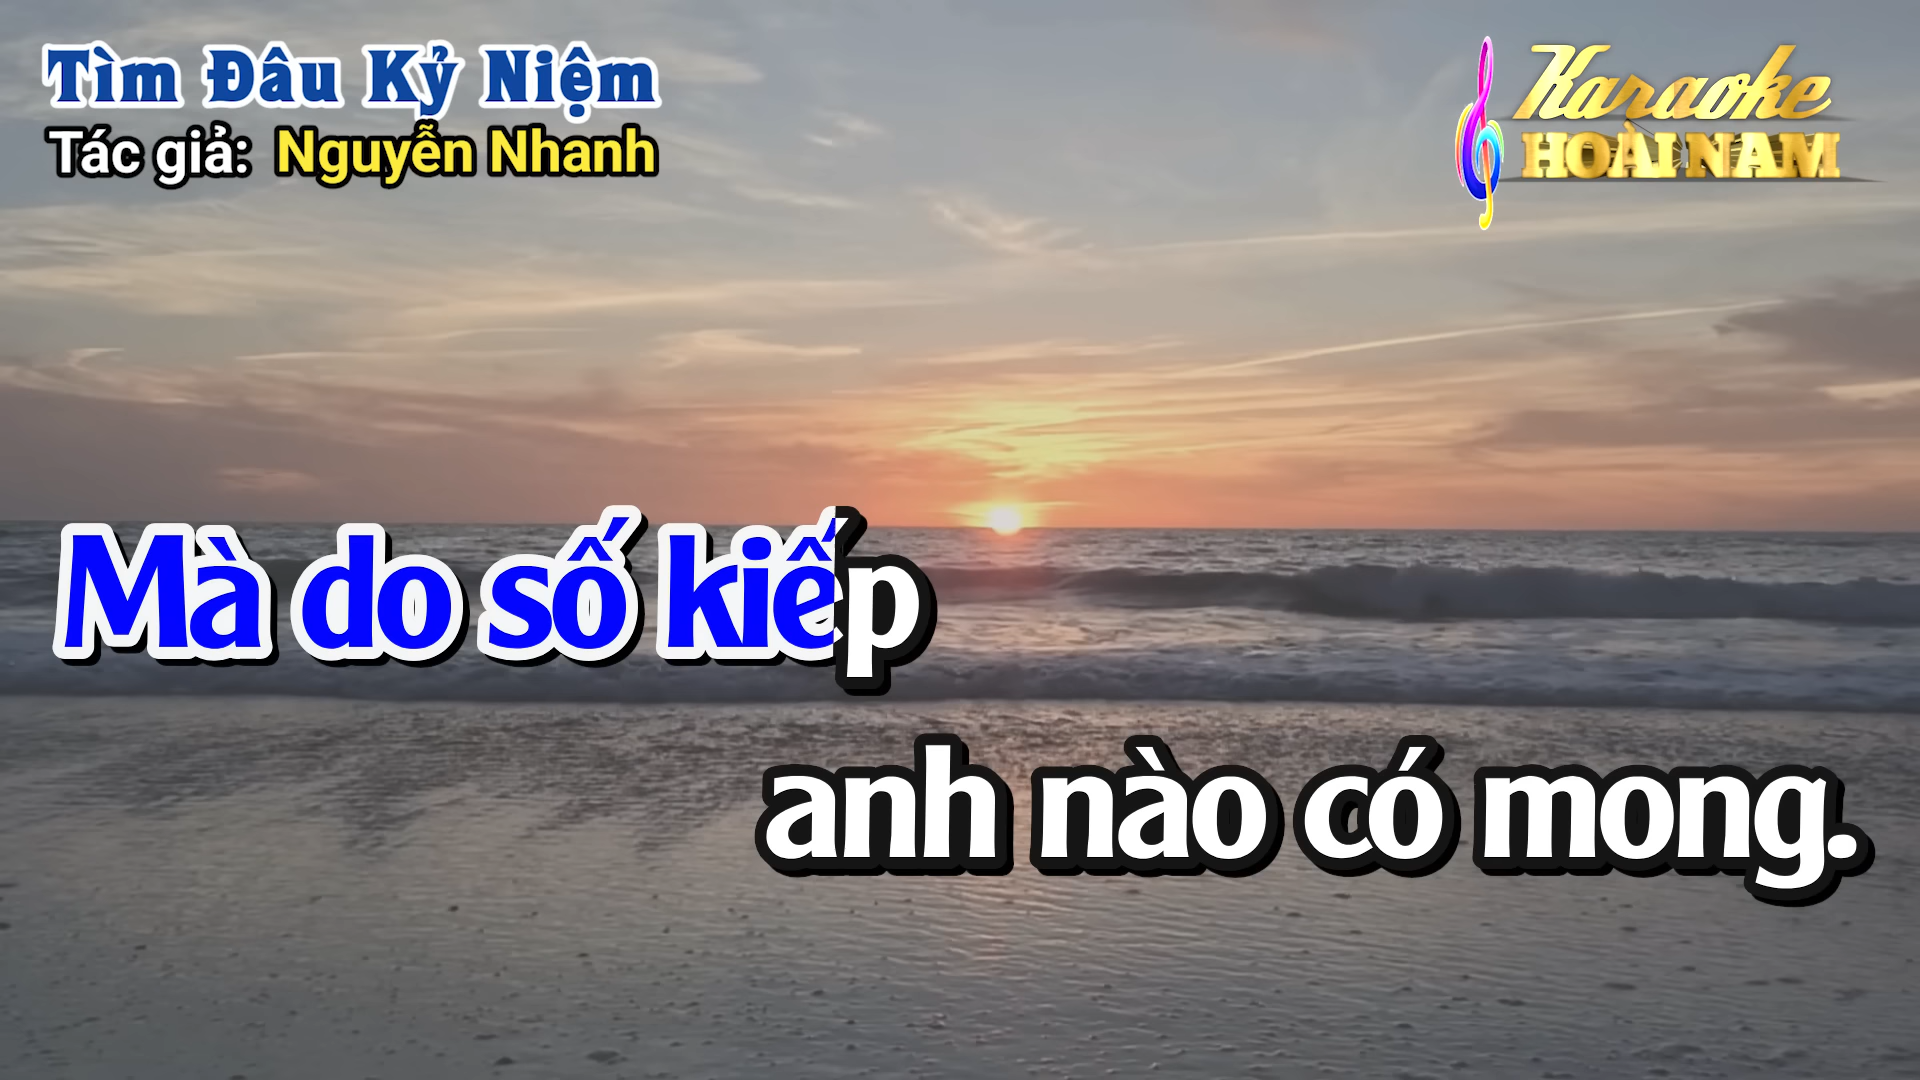 Tìm Đâu Kỷ Niệm
Tác giả: Nguyễn Nhanh
Karaoke
HOÀI NAM
Mà do số kiếp
anh nào có mong.